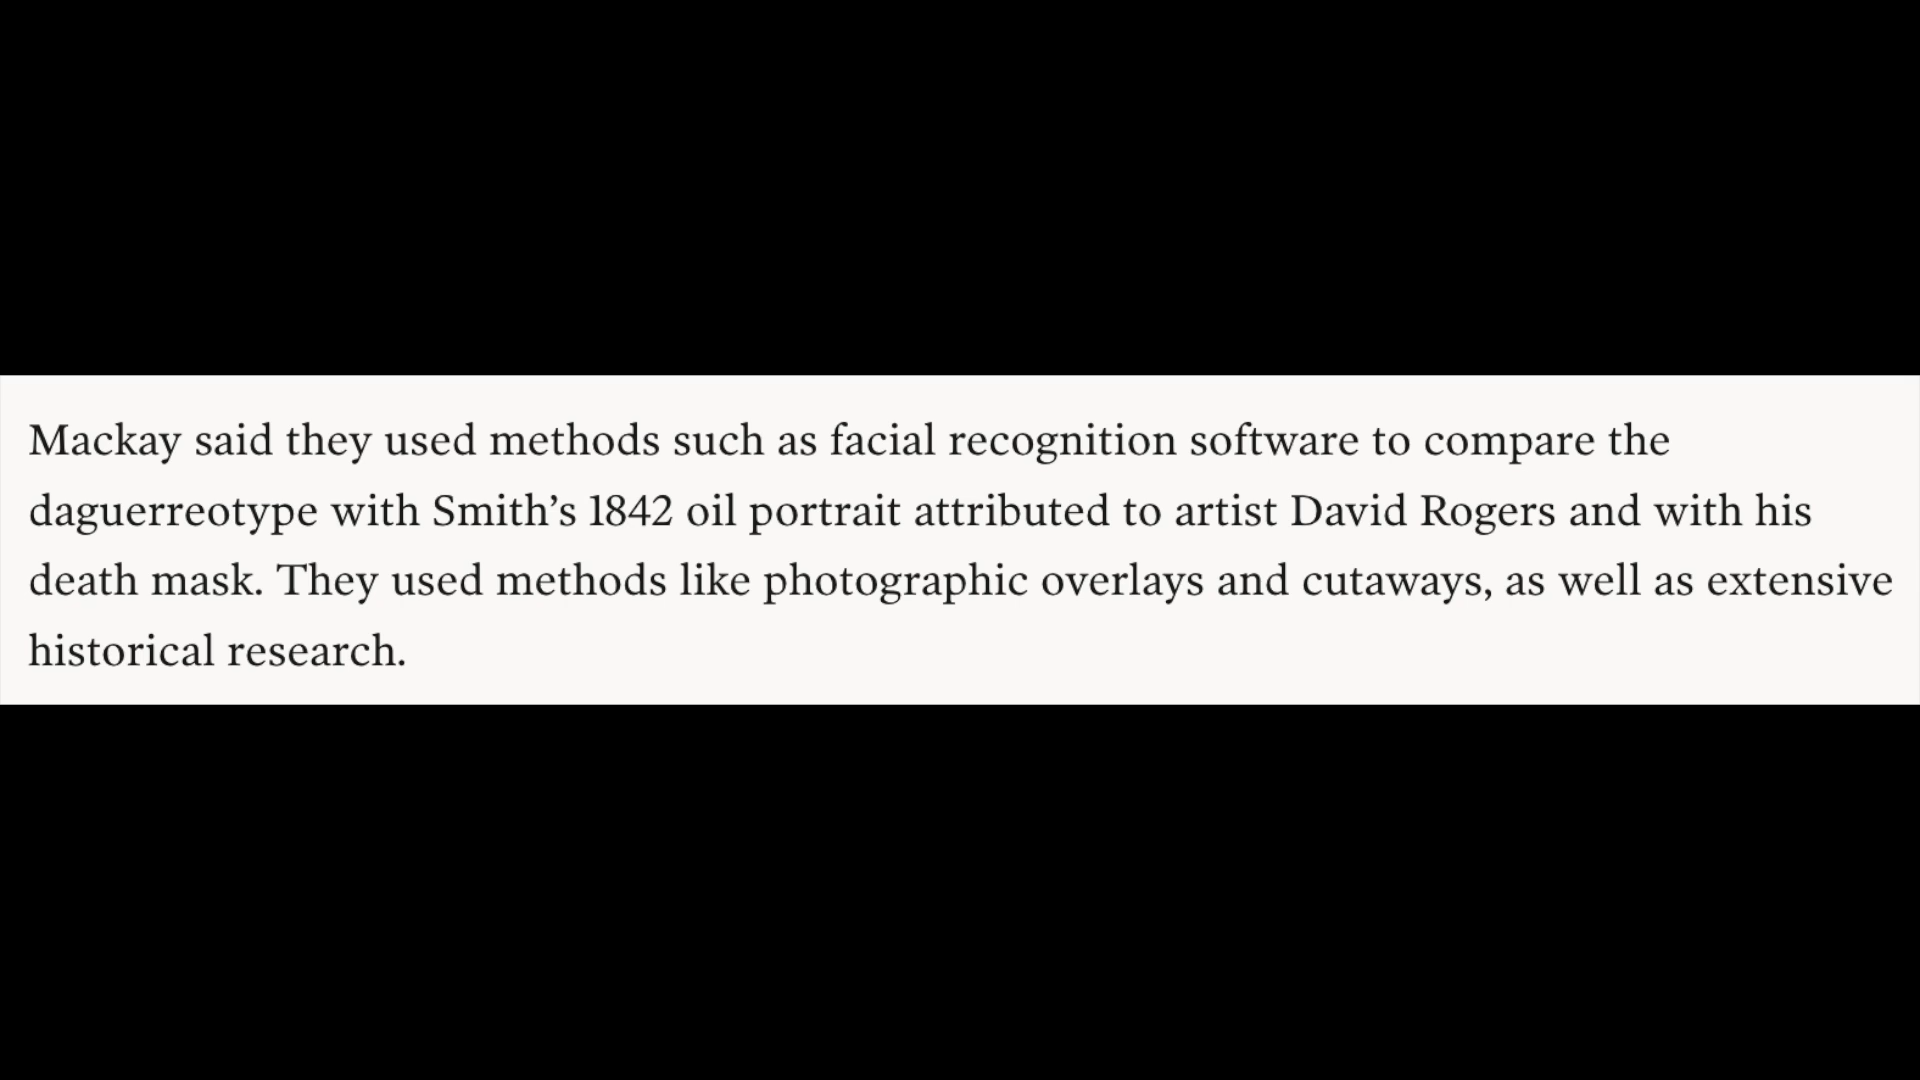 Mackay said they used methods such as facial recognition software to compare the
daguerreotype with Smith’s 1842 oil portrait attributed to artist David Rogers and with his
death mask. They used methods like photographic overlays and cutaways, as well as extensive
historical research.